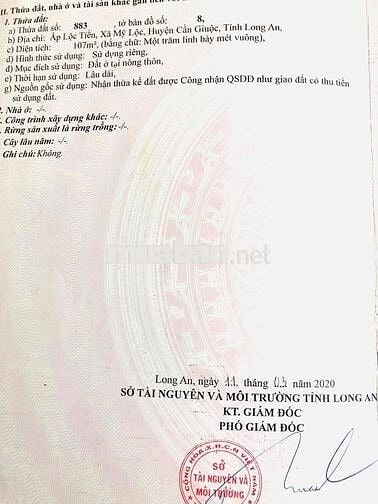 II. Thửa đất, nhà ở và tài sản khác gắn liền với
1. Thửa đất:
a) Thửa đất số: 883 , tờ bản đồ số: 8,
b) Địa chỉ: Ấp Lộc Tiền, Xã Mỹ Lộc, Huyện Cần Giuộc, Tỉnh Long An,
c) Diện tích: 107m², (bằng chữ: Một trăm linh bảy mét vuông),
d) Hình thức sử dụng: Sử dụng riêng,
đ) Mục đích sử dụng: Đất ở tại nông thôn,
e) Thời hạn sử dụng: Lâu dài,
g) Nguồn gốc sử dụng: Nhận thừa kế đất được Công nhận QSDĐ như giao đất có thu tiền
sử dụng đất.
2. Nhà ở: -/-.
Công trình xây dựng khác: -/-.
Rừng sản xuất là rừng trồng: -/-.
Cây lâu năm: -/-.
Ghi chú: Không.
muaban.net
Long An, ngày 11 tháng 03 năm 2020
SỞ TÀI NGUYÊN VÀ MÔI TRƯỜNG TỈNH LONG AN
KT. GIÁM ĐỐC
PHÓ GIÁM ĐỐC
CỘNG HÒA X.H.C.N VIỆT NAM
SỞ
TÀI NGUYÊN VÀ
MÔI TRƯỜNG